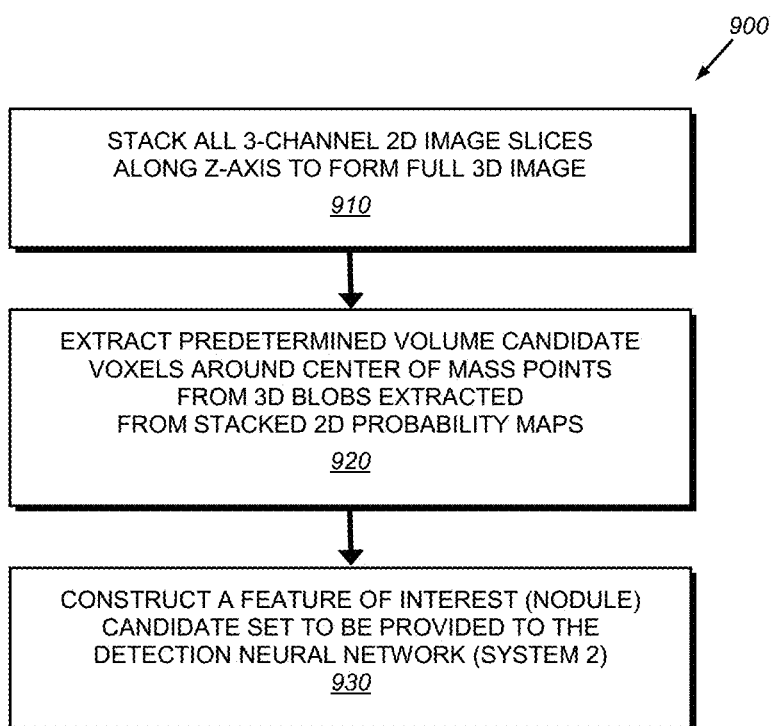 900
STACK ALL 3-CHANNEL 2D IMAGE SLICES
ALONG Z-AXIS TO FORM FULL 3D IMAGE
910
EXTRACT PREDETERMINED VOLUME CANDIDATE
VOXELS AROUND CENTER OF MASS POINTS
FROM 3D BLOBS EXTRACTED
FROM STACKED 2D PROBABILITY MAPS
920
CONSTRUCT A FEATURE OF INTEREST (NODULE)
CANDIDATE SET TO BE PROVIDED TO THE
DETECTION NEURAL NETWORK (SYSTEM 2)
930